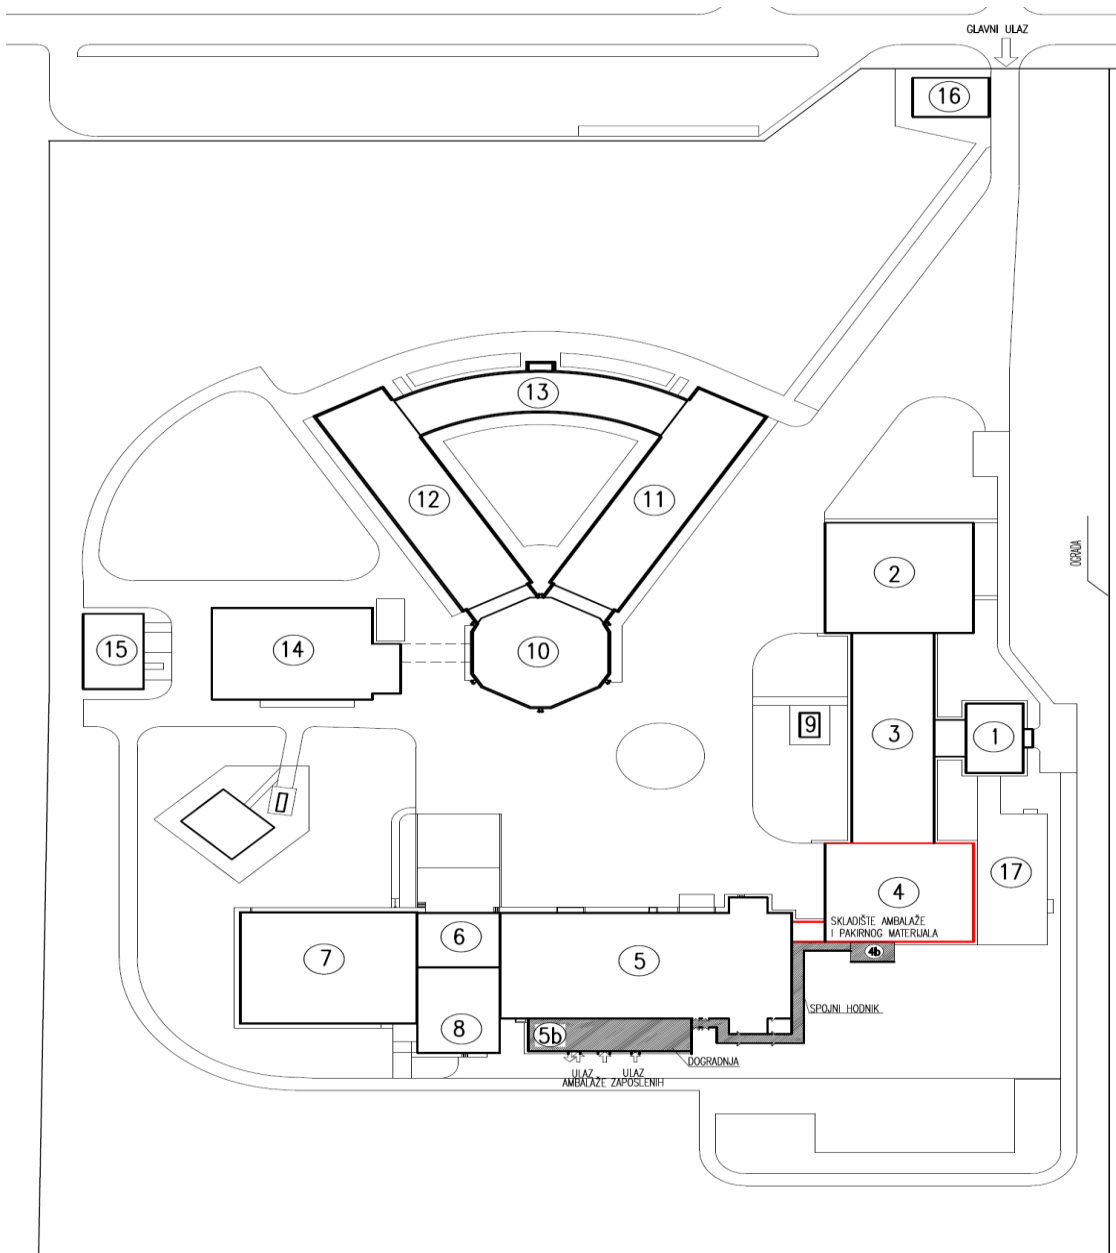 GLAVNI ULAZ
16
13
12
11
OGRADA
2
15
14
10
9
3
1
4
17
SKLADIŠTE AMBALAŽE
I PAKIRNOG MATERIJALA
6
7
5
4b
8
SPOJNI HODNIK
5b
DOGRADNJA
ULAZ ULAZ
AMBALAŽE ZAPOSLENIH